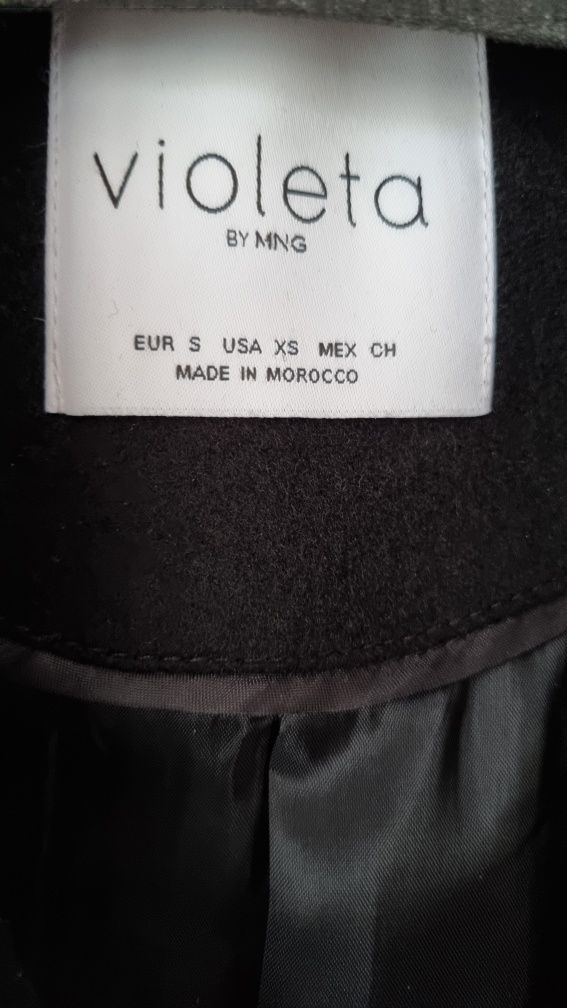 violeta
BY MNG
EUR S USA XS MEX CH
MADE IN MOROCCO